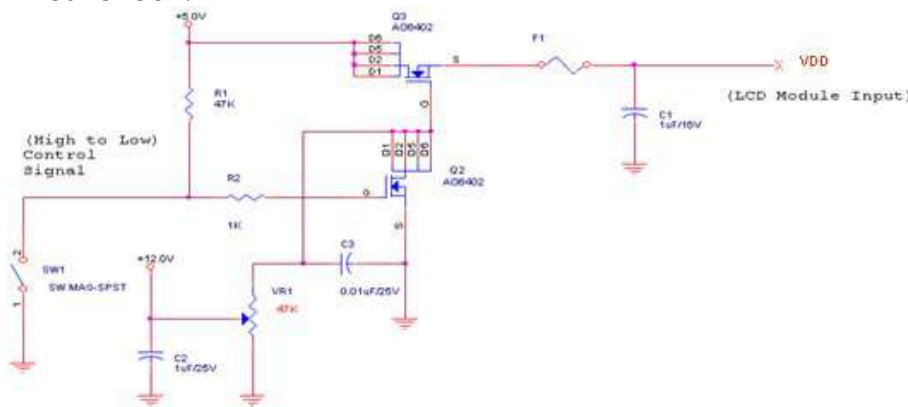 +5.0V
Q3
AO6402
D6
D5
D2
D1
S
G
F1
VDD
(LCD Module Input)
C1
1uF/16V
R1
47K
(High to Low)
Control
Signal
D1
D2
D5
D6
Q2
AO6402
R2
1K
G
S
2
SW1
SW MAG-SPST
1
+12.0V
C3
0.01uF/25V
VR1
47K
C2
1uF/25V